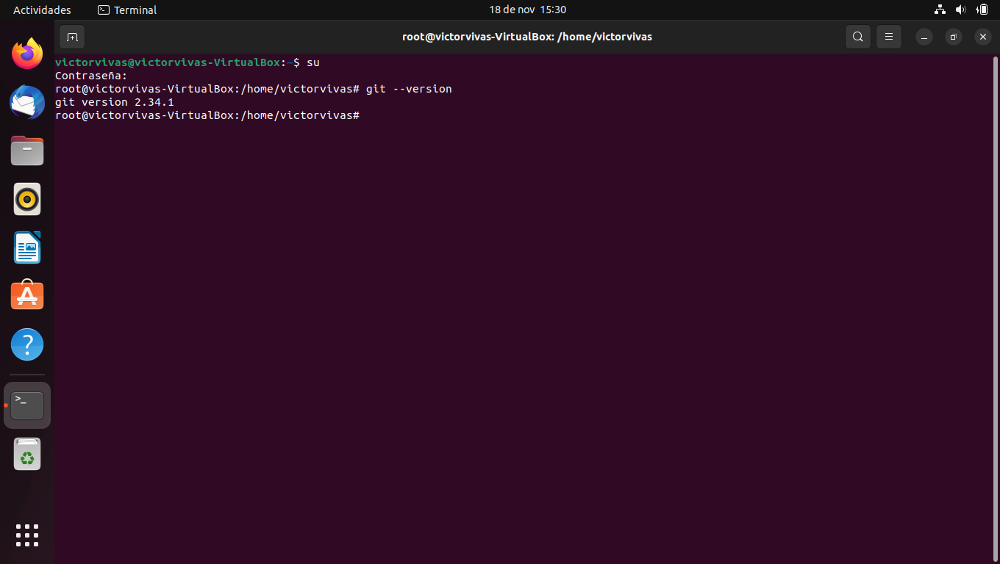 Actividades
Terminal
18 de nov 15:30
root@victorvivas-VirtualBox: /home/victorvivas
victorvivas@victorvivas-VirtualBox:~$ su
Contraseña:
root@victorvivas-VirtualBox:/home/victorvivas# git --version
git version 2.34.1
root@victorvivas-VirtualBox:/home/victorvivas#